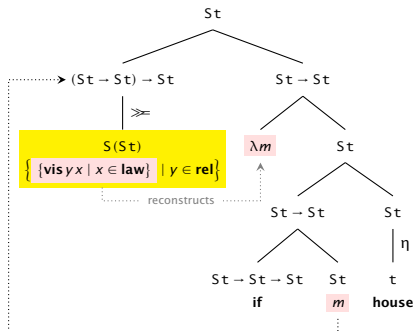 St
(St → St) → St    St → St
≫=
S(St)    λm    St
{ {vis y x | x ∈ law} | y ∈ rel}
reconstructs
St → St    St
η
St → St → St    St    t
if    m    house